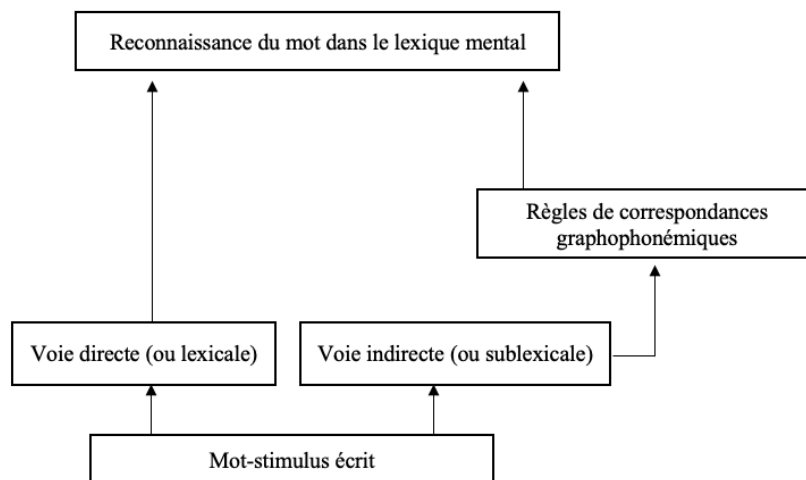 Reconnaissance du mot dans le lexique mental
Règles de correspondances
graphophonémiques
Voie directe (ou lexicale)
Voie indirecte (ou sublexicale)
Mot-stimulus écrit